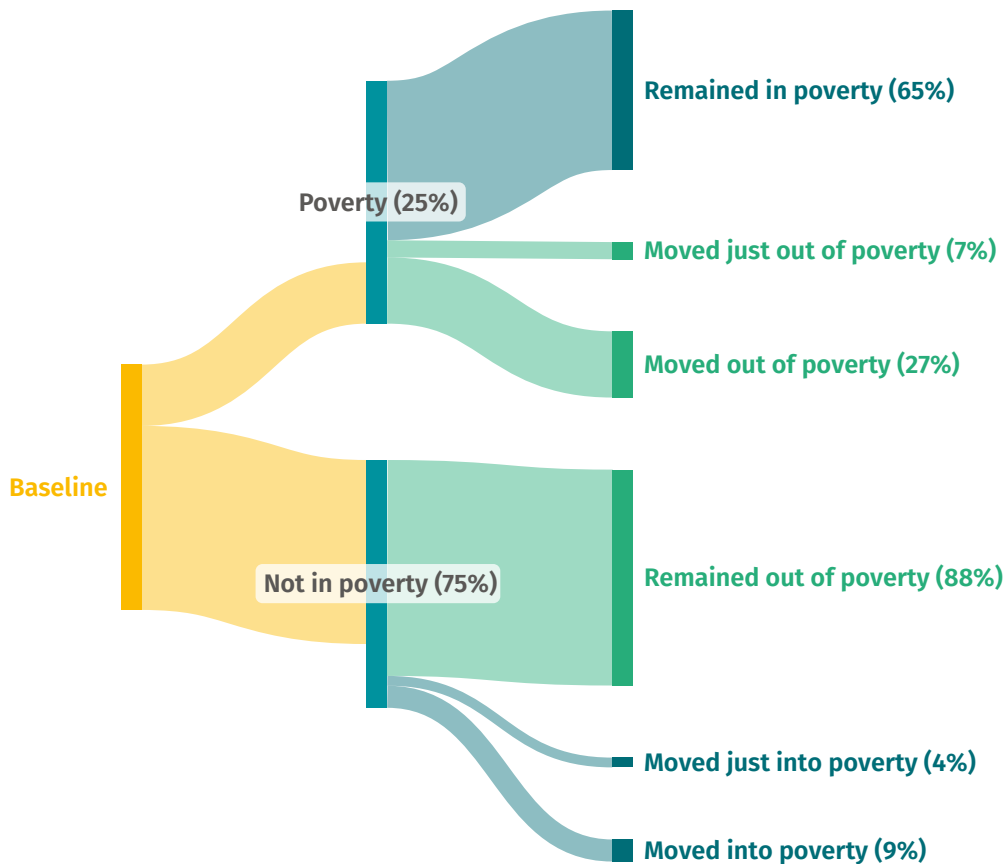 Remained in poverty (65%)
Poverty (25%)
Moved just out of poverty (7%)
Moved out of poverty (27%)
Baseline
Remained out of poverty (88%)
Not in poverty (75%)
Moved just into poverty (4%)
Moved into poverty (9%)